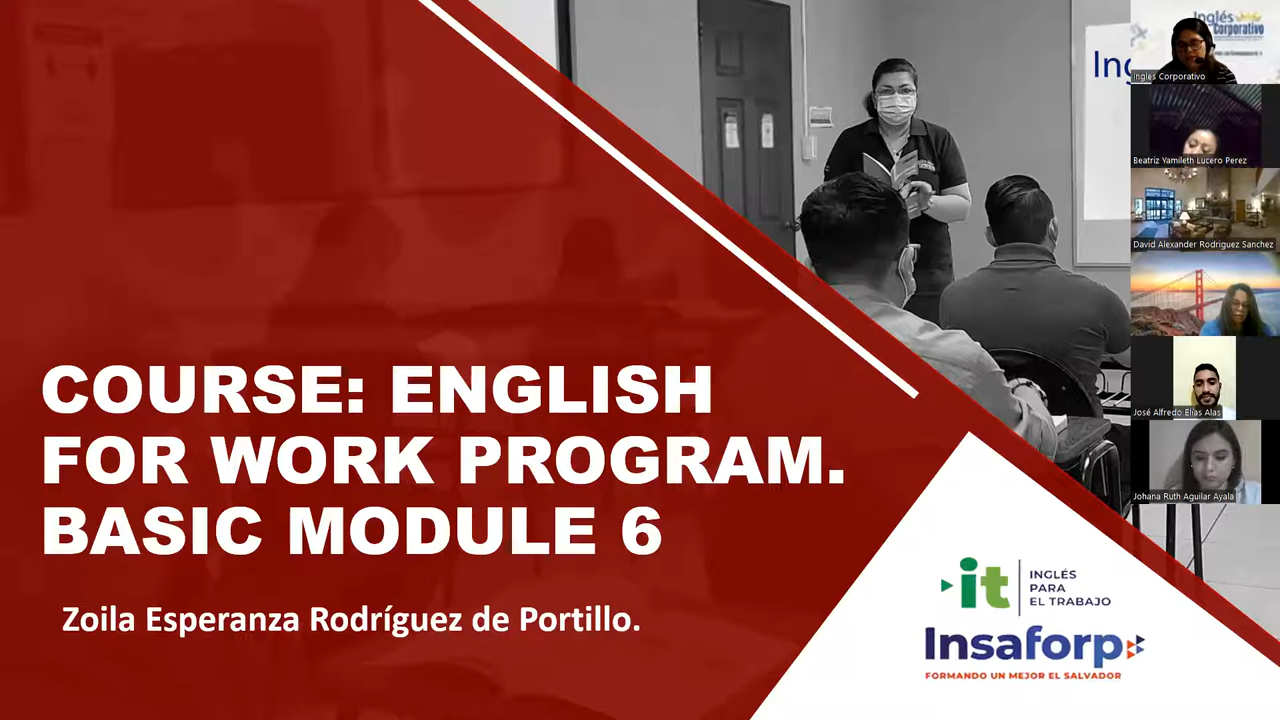 COURSE: ENGLISH
FOR WORK PROGRAM.
BASIC MODULE 6
Zoila Esperanza Rodríguez de Portillo.
it
INGLÉS
PARA
EL TRABAJO
Insaforp
FORMANDO UN MEJOR EL SALVADOR
Ing
Inglés
Corporativo
Ingles Corporativo
Beatriz Yamileth Lucero Perez
David Alexander Rodriguez Sanchez
José Alfredo Elías Alas
Johana Ruth Aguilar Ayala